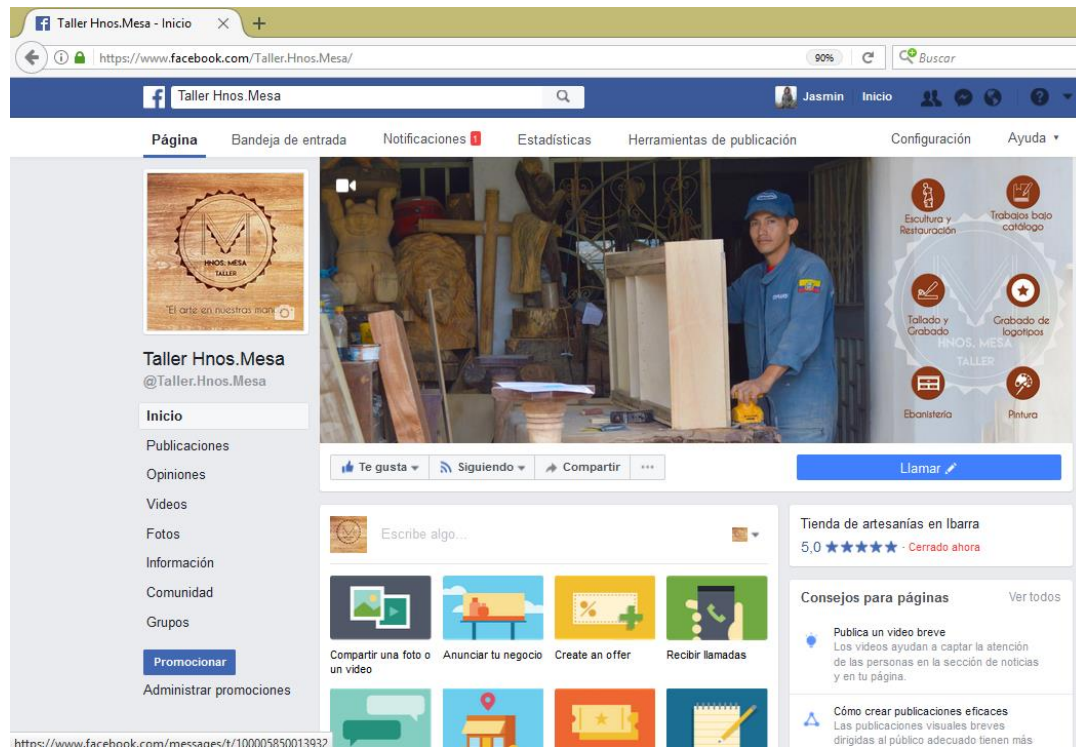 Taller Hnos.Mesa - Inicio
https://www.facebook.com/Taller.Hnos.Mesa/
90%
Buscar
Taller Hnos.Mesa
Jasmin Inicio
Página Bandeja de entrada Notificaciones 1 Estadísticas Herramientas de publicación Configuración Ayuda
HNOS. MESA
TALLER
"El arte en nuestras man
Escultura y
Restauración
Trabajos bajo
catálogo
Tallado y
Grabado
Grabado de
logotipos
HNOS. MESA
TALLER
Ebanistería
Pintura
Taller Hnos.Mesa
@Taller.Hnos.Mesa
Inicio
Publicaciones
Opiniones
Videos
Fotos
Información
Comunidad
Grupos
Promocionar
Administrar promociones
Te gusta Siguiendo Compartir ...
Llamar
Escribe algo...
Compartir una foto o
un video
Anunciar tu negocio
Create an offer
Recibir llamadas
Tienda de artesanías en Ibarra
5,0 ★★★★★ · Cerrado ahora
Consejos para páginas Ver todos
Publica un video breve
Los videos ayudan a captar la atención
de las personas en la sección de noticias
y en tu página.
Cómo crear publicaciones eficaces
Las publicaciones visuales breves
dirigidas al público adecuado tienen más
https://www.facebook.com/messages/t/100005850013932